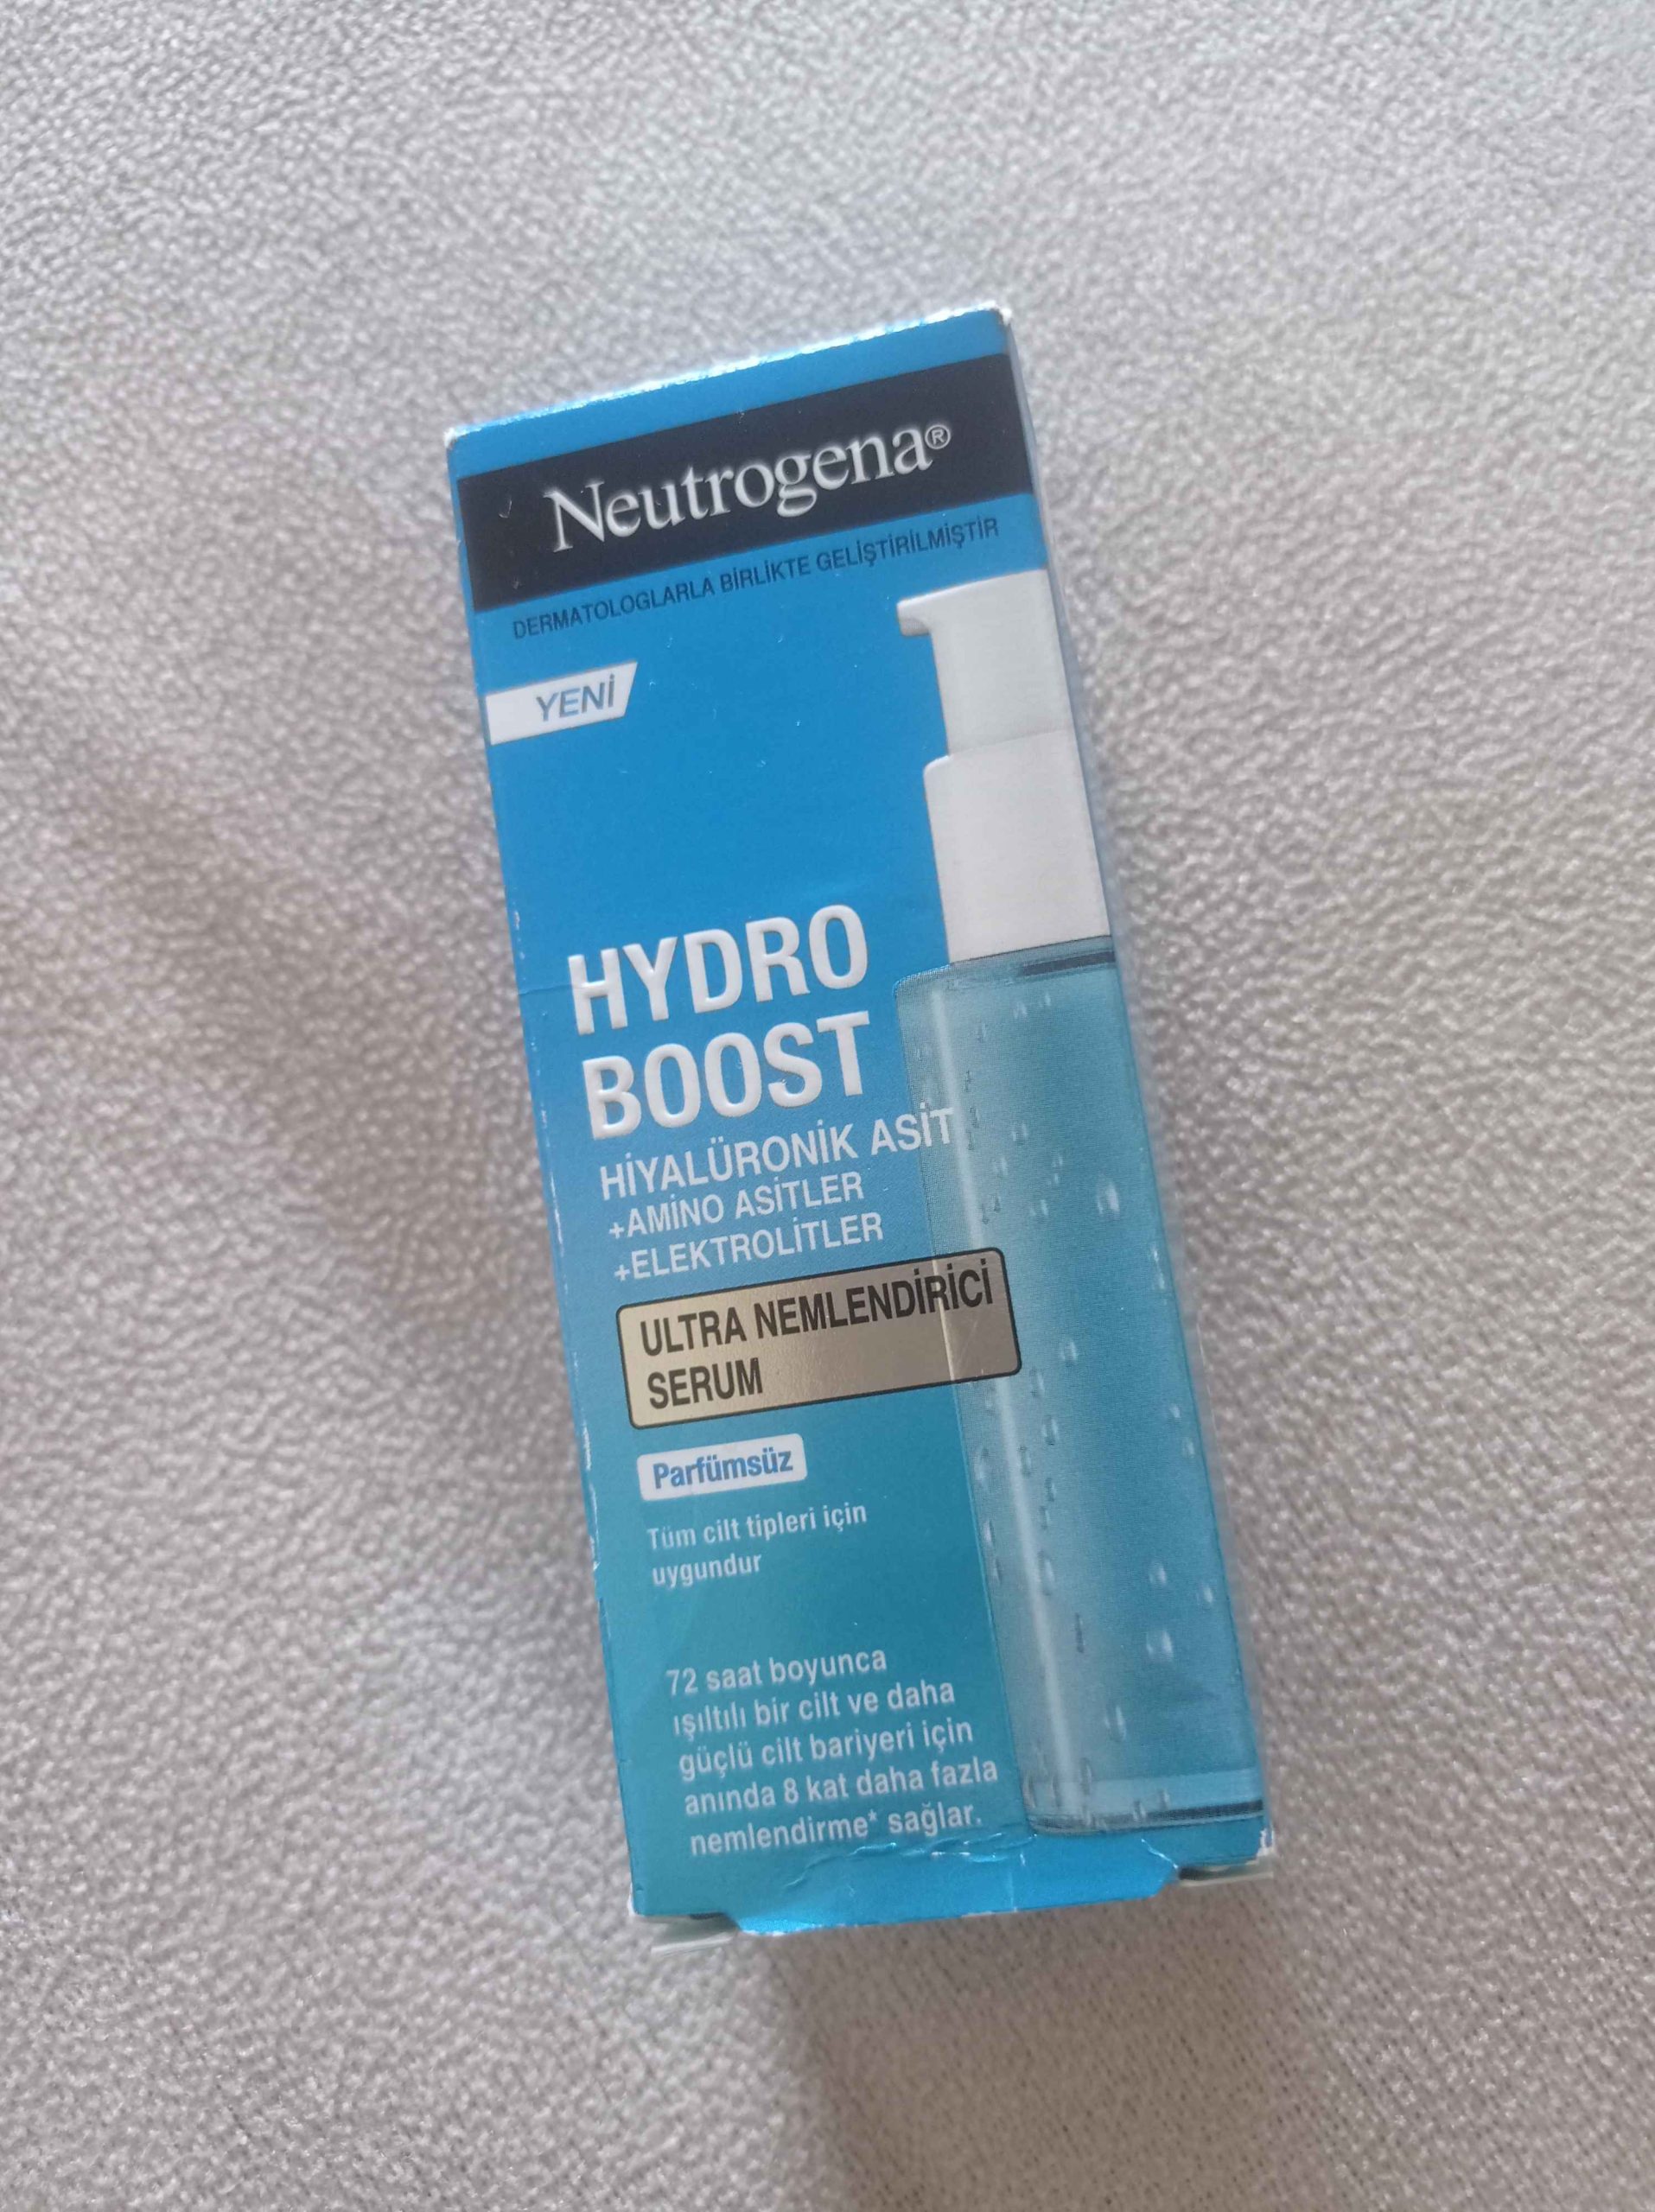 Neutrogena®
DERMATOLOGLARLA BİRLİKTE GELİŞTİRİLMİŞTİR
YENİ
HYDRO
BOOST
HİYALÜRONİK ASİT
+AMİNO ASİTLER
+ELEKTROLİTLER
ULTRA NEMLENDİRİCİ
SERUM
Parfümsüz
Tüm cilt tipleri için
uygundur
72 saat boyunca
ışıltılı bir cilt ve daha
güçlü cilt bariyeri için
anında 8 kat daha fazla
nemlendirme* sağlar.